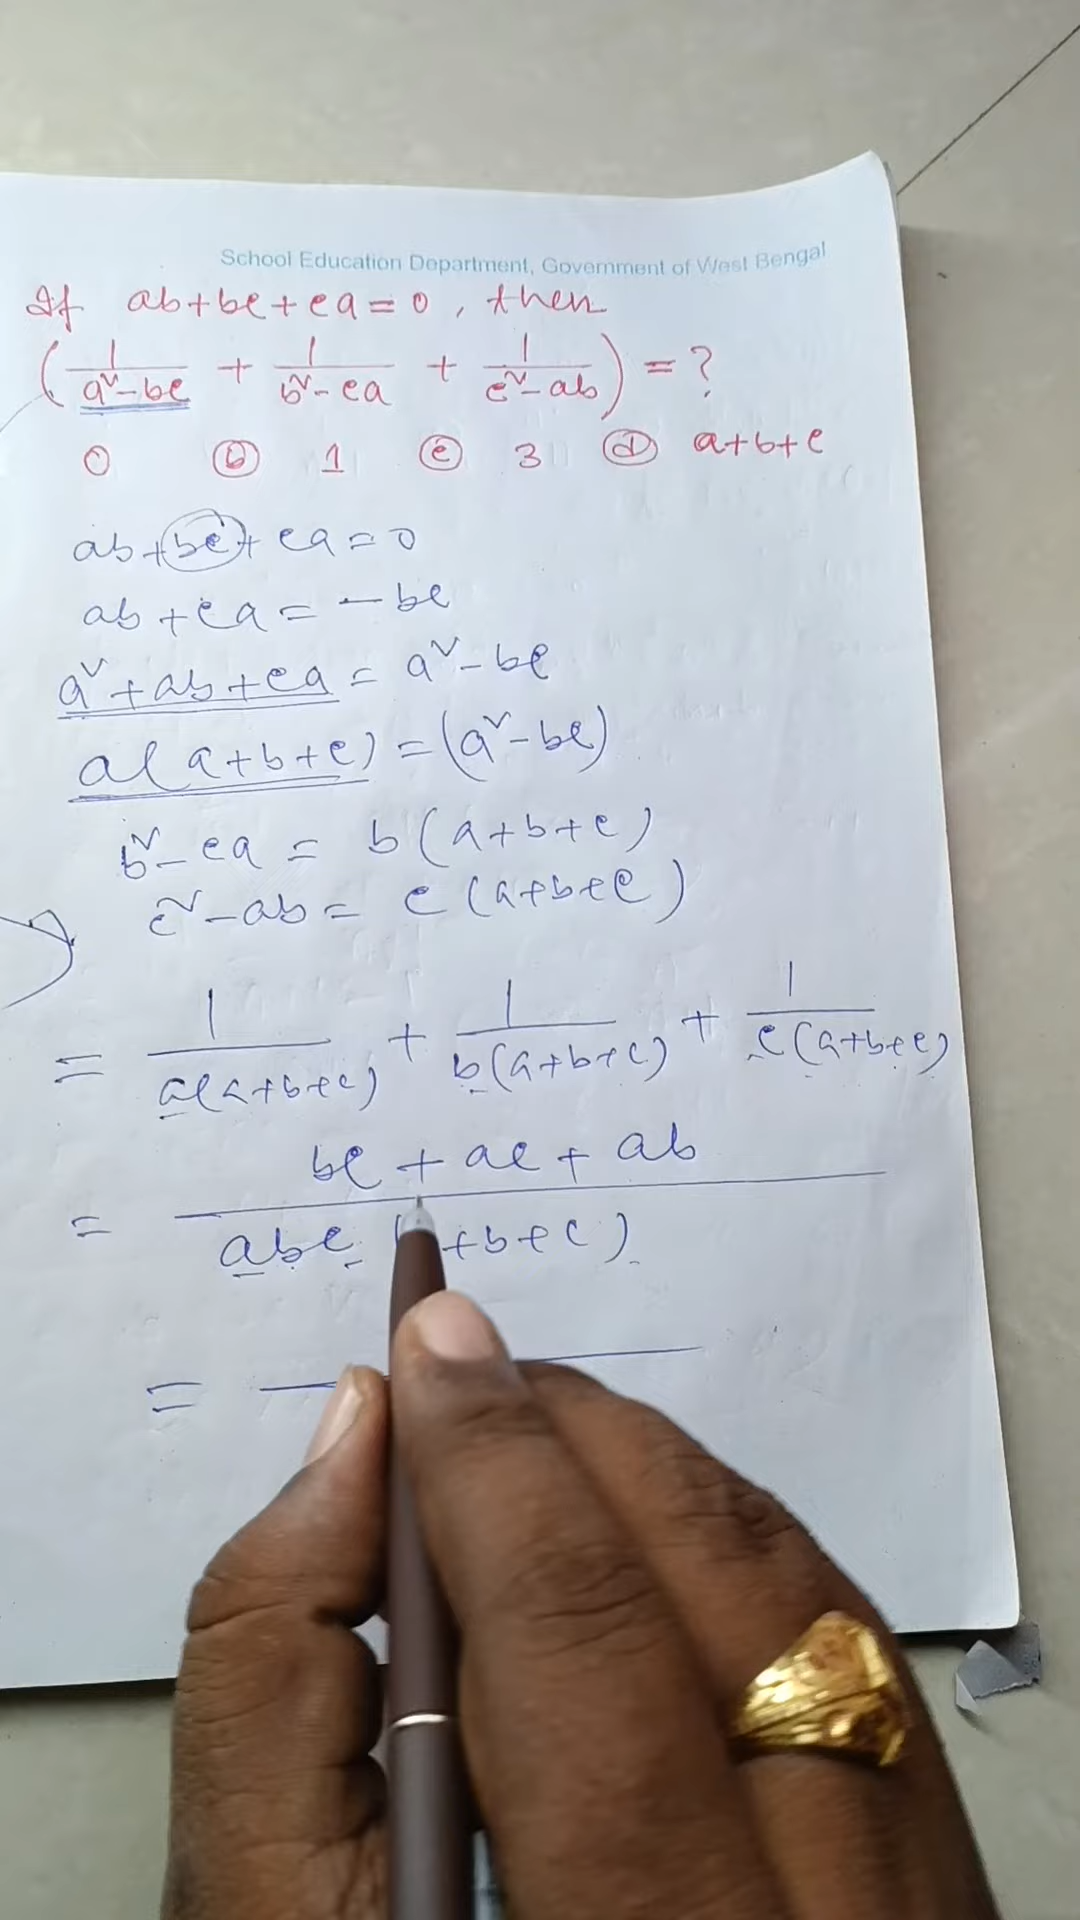 School Education Department, Government of West Bengal
If ab+bc+ca=0, then
(1/(a²-bc) + 1/(b²-ca) + 1/(c²-ab)) = ?
0 ⓑ 1 ⓒ 3 ⓓ a+b+c
ab+bc+ca=0
ab+ca=-bc
a²+ab+ca=a²-bc
a(a+b+c)=(a²-bc)
b²-ca=b(a+b+c)
c²-ab=c(a+b+c)
= 1/(a(a+b+c)) + 1/(b(a+b+c)) + 1/(c(a+b+c))
= (bc+ac+ab)/(abc( +b+c))
=